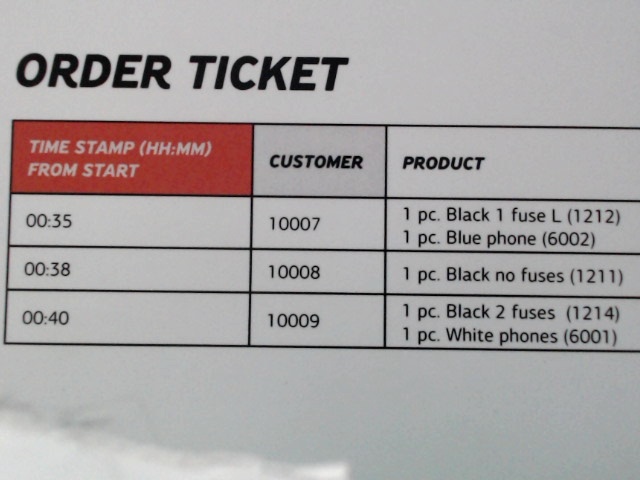 ORDER TICKET
TIME STAMP (HH:MM)
FROM START
CUSTOMER
PRODUCT
00:35
10007
1 pc. Black 1 fuse L (1212)
1 pc. Blue phone (6002)
00:38
10008
1 pc. Black no fuses (1211)
00:40
10009
1 pc. Black 2 fuses (1214)
1 pc. White phones (6001)